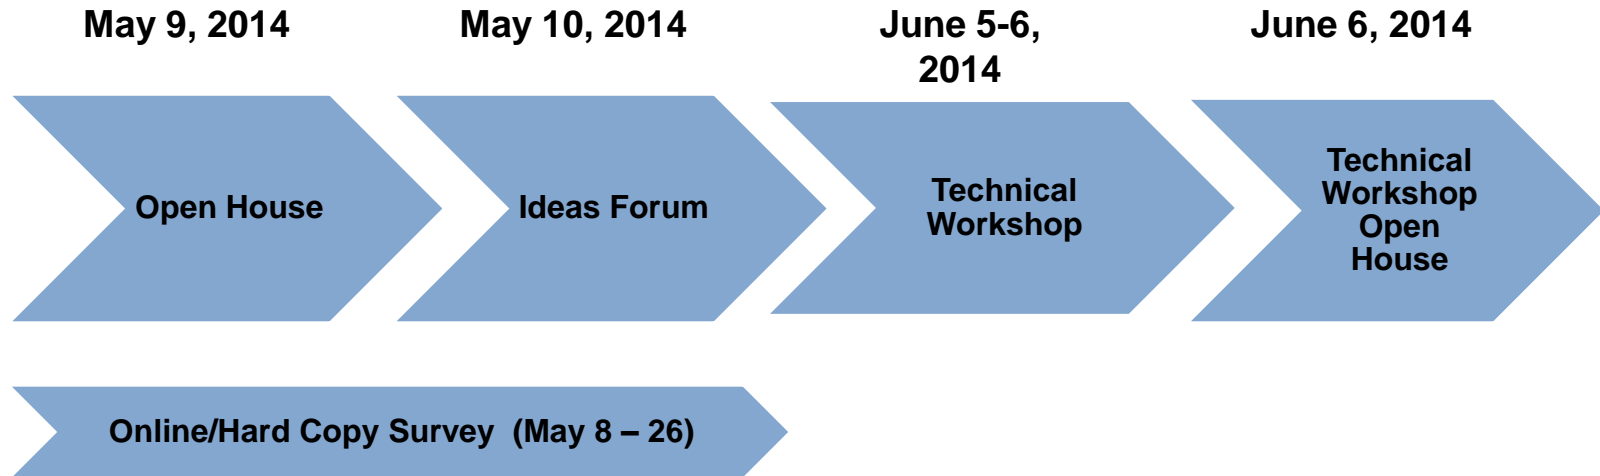 May 9, 2014
May 10, 2014
June 5-6,
2014
June 6, 2014
Open House
Ideas Forum
Technical
Workshop
Technical
Workshop
Open
House
Online/Hard Copy Survey  (May 8 – 26)